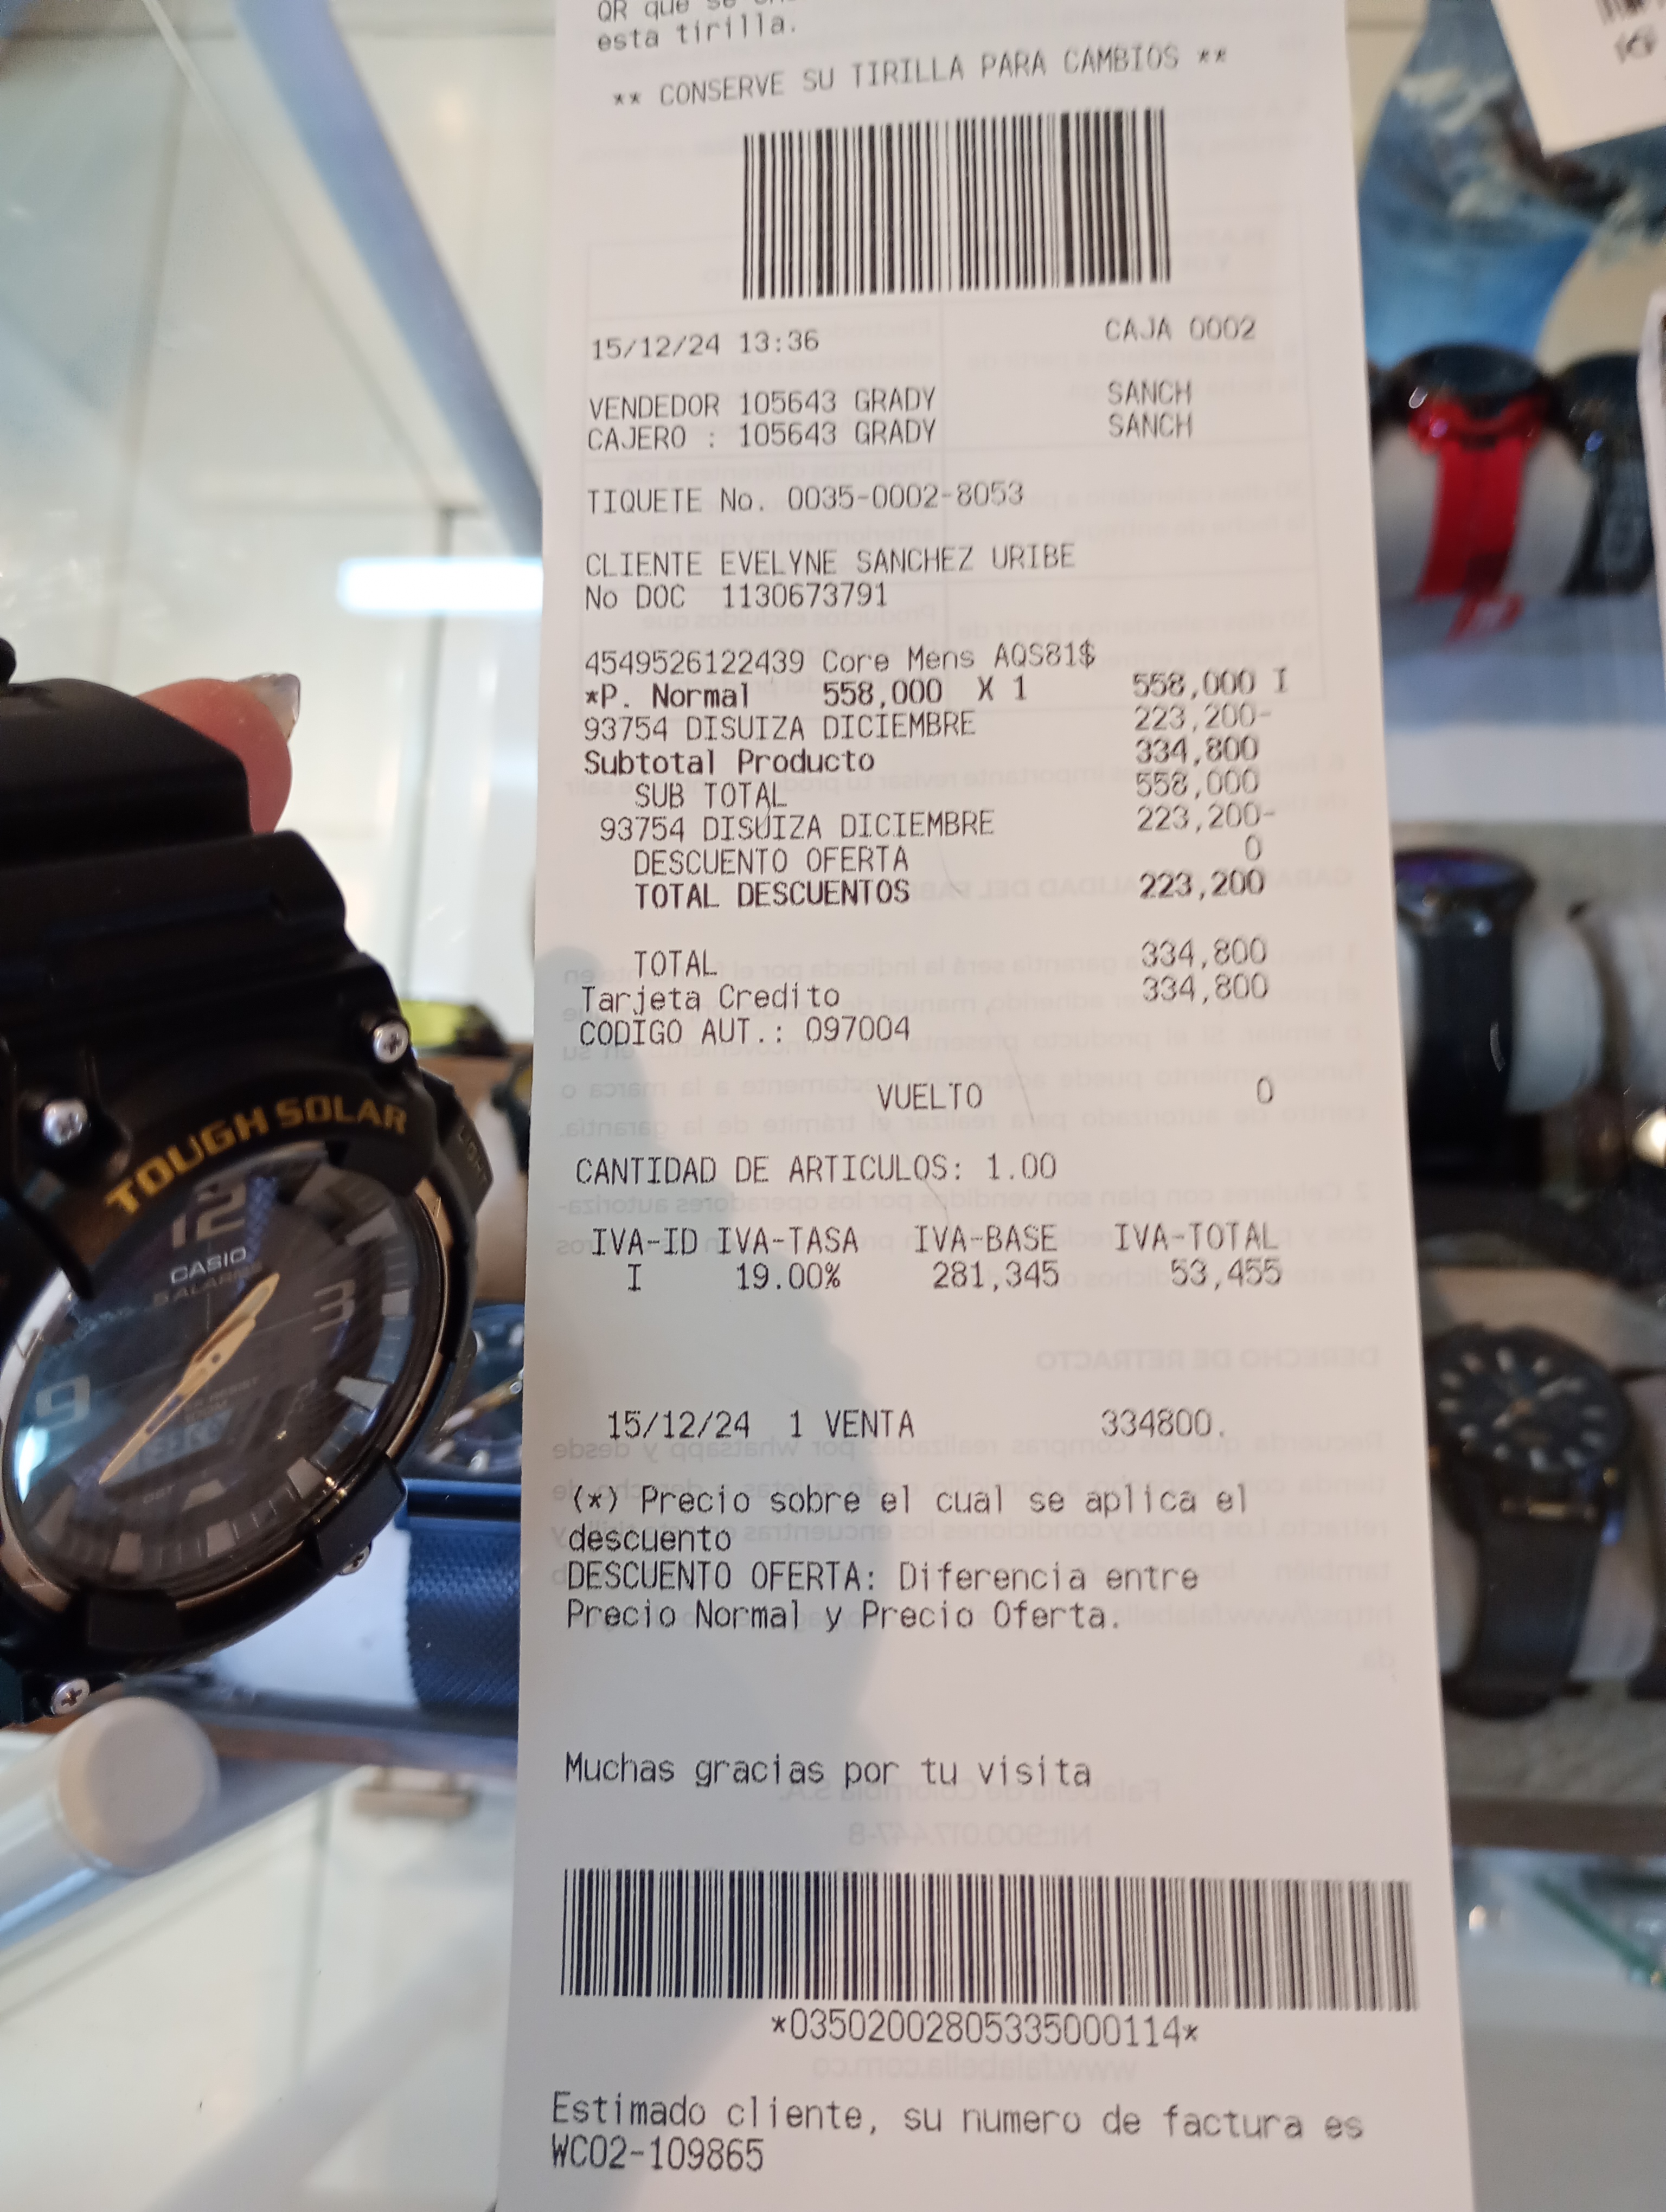 QR que se
esta tirilla.
** CONSERVE SU TIRILLA PARA CAMBIOS **
15/12/24 13:36 CAJA 0002
VENDEDOR 105643 GRADY SANCH
CAJERO : 105643 GRADY SANCH
TIQUETE No. 0035-0002-8053
CLIENTE EVELYNE SANCHEZ URIBE
No DOC 1130673791
4549526122439 Core Mens AQS81$
*P. Normal 558,000 X 1 558,000 I
93754 DISUIZA DICIEMBRE 223,200-
Subtotal Producto 334,800
SUB TOTAL 558,000
93754 DISUIZA DICIEMBRE 223,200-
DESCUENTO OFERTA 0
TOTAL DESCUENTOS 223,200
TOTAL 334,800
Tarjeta Credito 334,800
CODIGO AUT.: 097004
VUELTO 0
CANTIDAD DE ARTICULOS: 1.00
IVA-ID IVA-TASA IVA-BASE IVA-TOTAL
I 19.00% 281,345 53,455
15/12/24 1 VENTA 334800.
(*) Precio sobre el cual se aplica el
descuento
DESCUENTO OFERTA: Diferencia entre
Precio Normal y Precio Oferta.
Muchas gracias por tu visita
*03502002805335000114*
Estimado cliente, su numero de factura es
WC02-109865
TOUGH SOLAR
LIGHT
12
CASIO
5 ALARMS
3
9